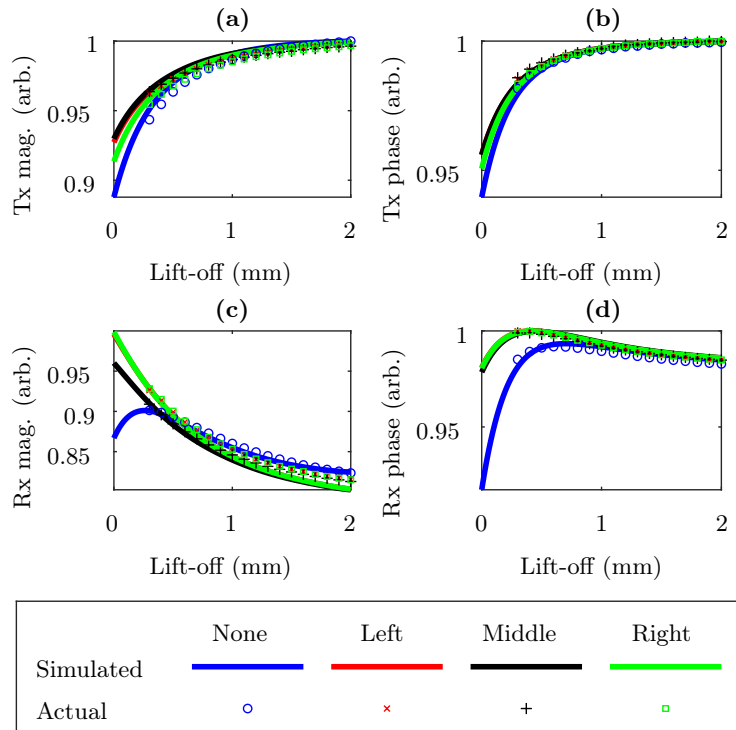 (a)
Tx mag. (arb.)
1
0.95
0.9
0
1
2
Lift-off (mm)
(b)
Tx phase (arb.)
1
0.95
0
1
2
Lift-off (mm)
(c)
Rx mag. (arb.)
0.95
0.9
0.85
0
1
2
Lift-off (mm)
(d)
Rx phase (arb.)
1
0.95
0
1
2
Lift-off (mm)
None Left Middle Right
Simulated
Actual